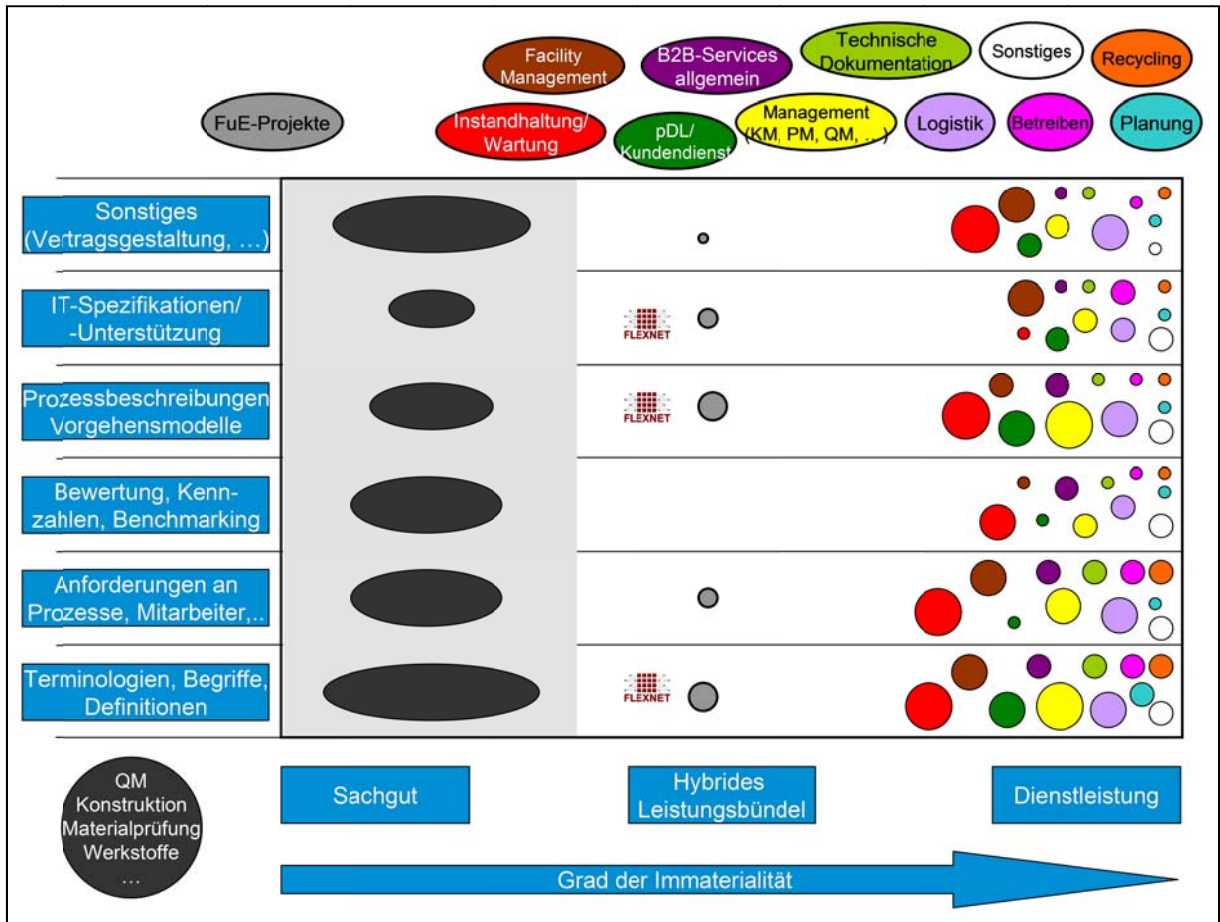 Facility
Management
B2B-Services
allgemein
Technische
Dokumentation
Sonstiges
Recycling
FuE-Projekte
Instandhaltung/
Wartung
pDL/
Kundendienst
Management
(KM, PM, QM, ...)
Logistik
Betreiben
Planung
Sonstiges
(Vertragsgestaltung, ...)
IT-Spezifikationen/
-Unterstützung
FLEXNET
Prozessbeschreibungen
Vorgehensmodelle
FLEXNET
Bewertung, Kenn-
zahlen, Benchmarking
Anforderungen an
Prozesse, Mitarbeiter,..
Terminologien, Begriffe,
Definitionen
FLEXNET
QM
Konstruktion
Materialprüfung
Werkstoffe
...
Sachgut
Hybrides
Leistungsbündel
Dienstleistung
Grad der Immaterialität